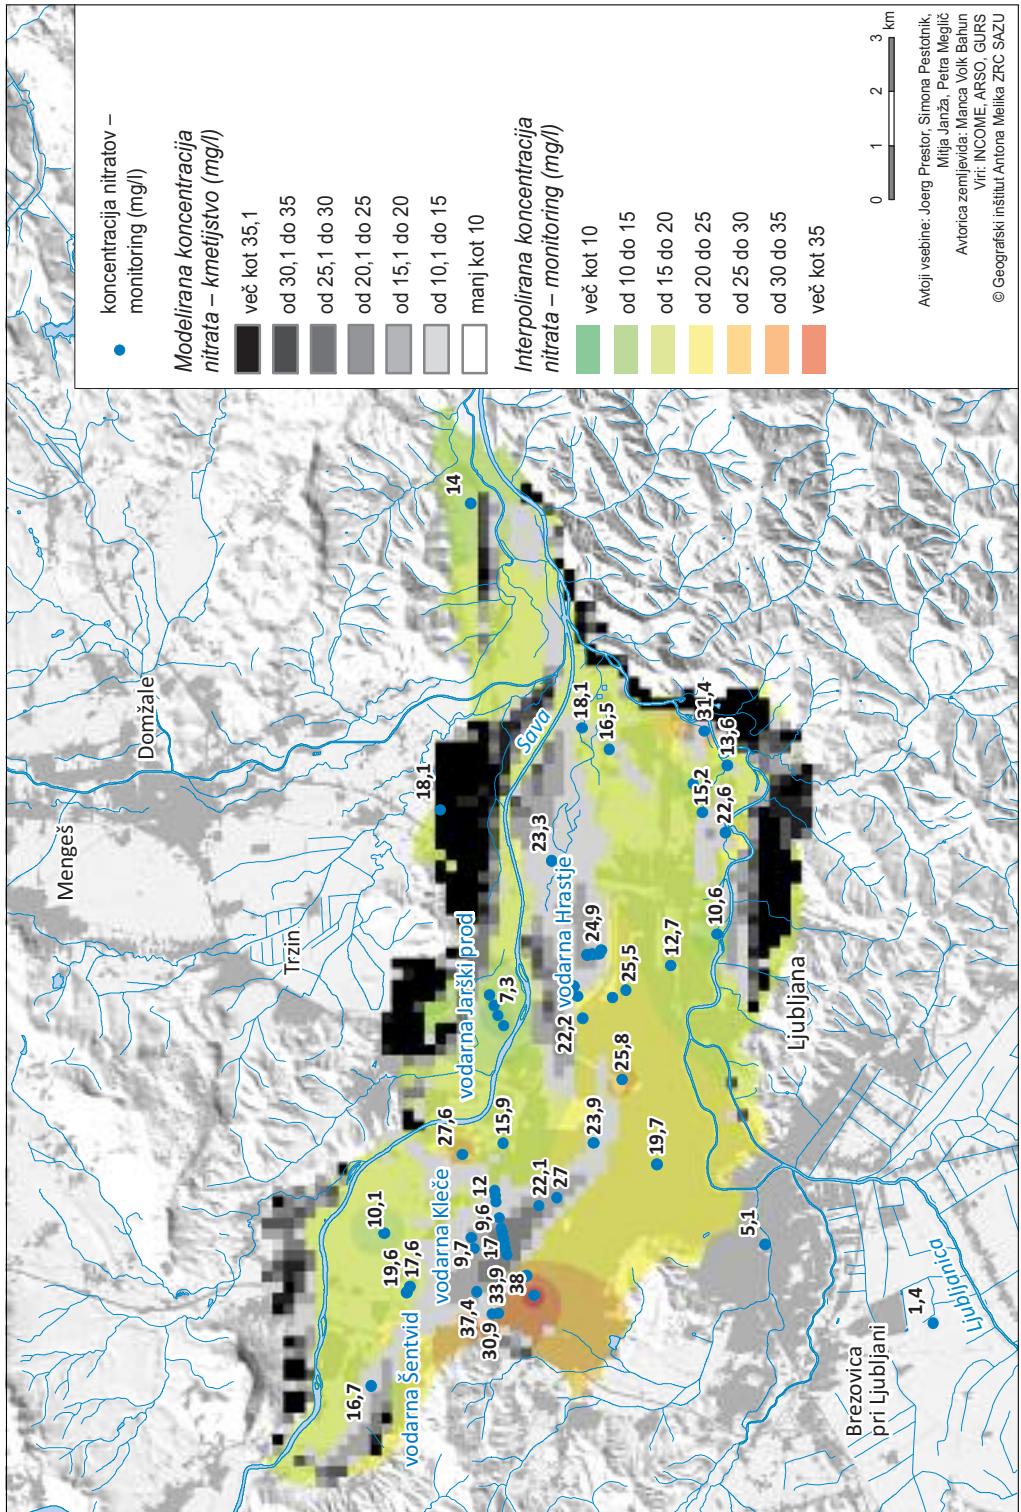 koncentracija nitratov –
monitoring (mg/l)
Modelirana koncentracija
nitrata – kmetijstvo (mg/l)
več kot 35,1
od 30,1 do 35
od 25,1 do 30
od 20,1 do 25
od 15,1 do 20
od 10,1 do 15
manj kot 10
Interpolirana koncentracija
nitrata – monitoring (mg/l)
več kot 10
od 10 do 15
od 15 do 20
od 20 do 25
od 25 do 30
od 30 do 35
več kot 35
0 1 2 3 km
Avtoji vsebine: Joerg Prestor, Simona Pestotnik,
Mitja Janža, Petra Meglič
Avtorica zemljevida: Manca Volk Bahun
Viri: INCOME, ARSO, GURS
© Geografski inštitut Antona Melika ZRC SAZU
Mengeš
Domžale
Trzin
14
18,1
Sava
vodarna Jarški prod
7,3
23,3
18,1
16,5
vodarna Hrastje
24,9
22,2
25,5
12,7
31,4
13,6
15,2
22,6
10,6
Ljubljana
27,6
15,9
25,8
23,9
19,7
10,1
vodarna Kleče
12
9,6
22,1
27
9,7
17
19,6
17,6
37,4
33,9
38
30,9
vodarna Šentvid
16,7
5,1
Brezovica
pri Ljubljani
1,4
Ljubljanica